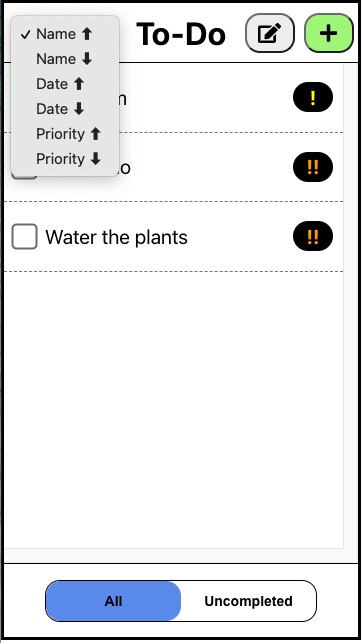 ✓ Name ⬆
Name ⬇
Date ⬆
Date ⬇
Priority ⬆
Priority ⬇
To-Do
+
!
!!
Water the plants
!!
All
Uncompleted